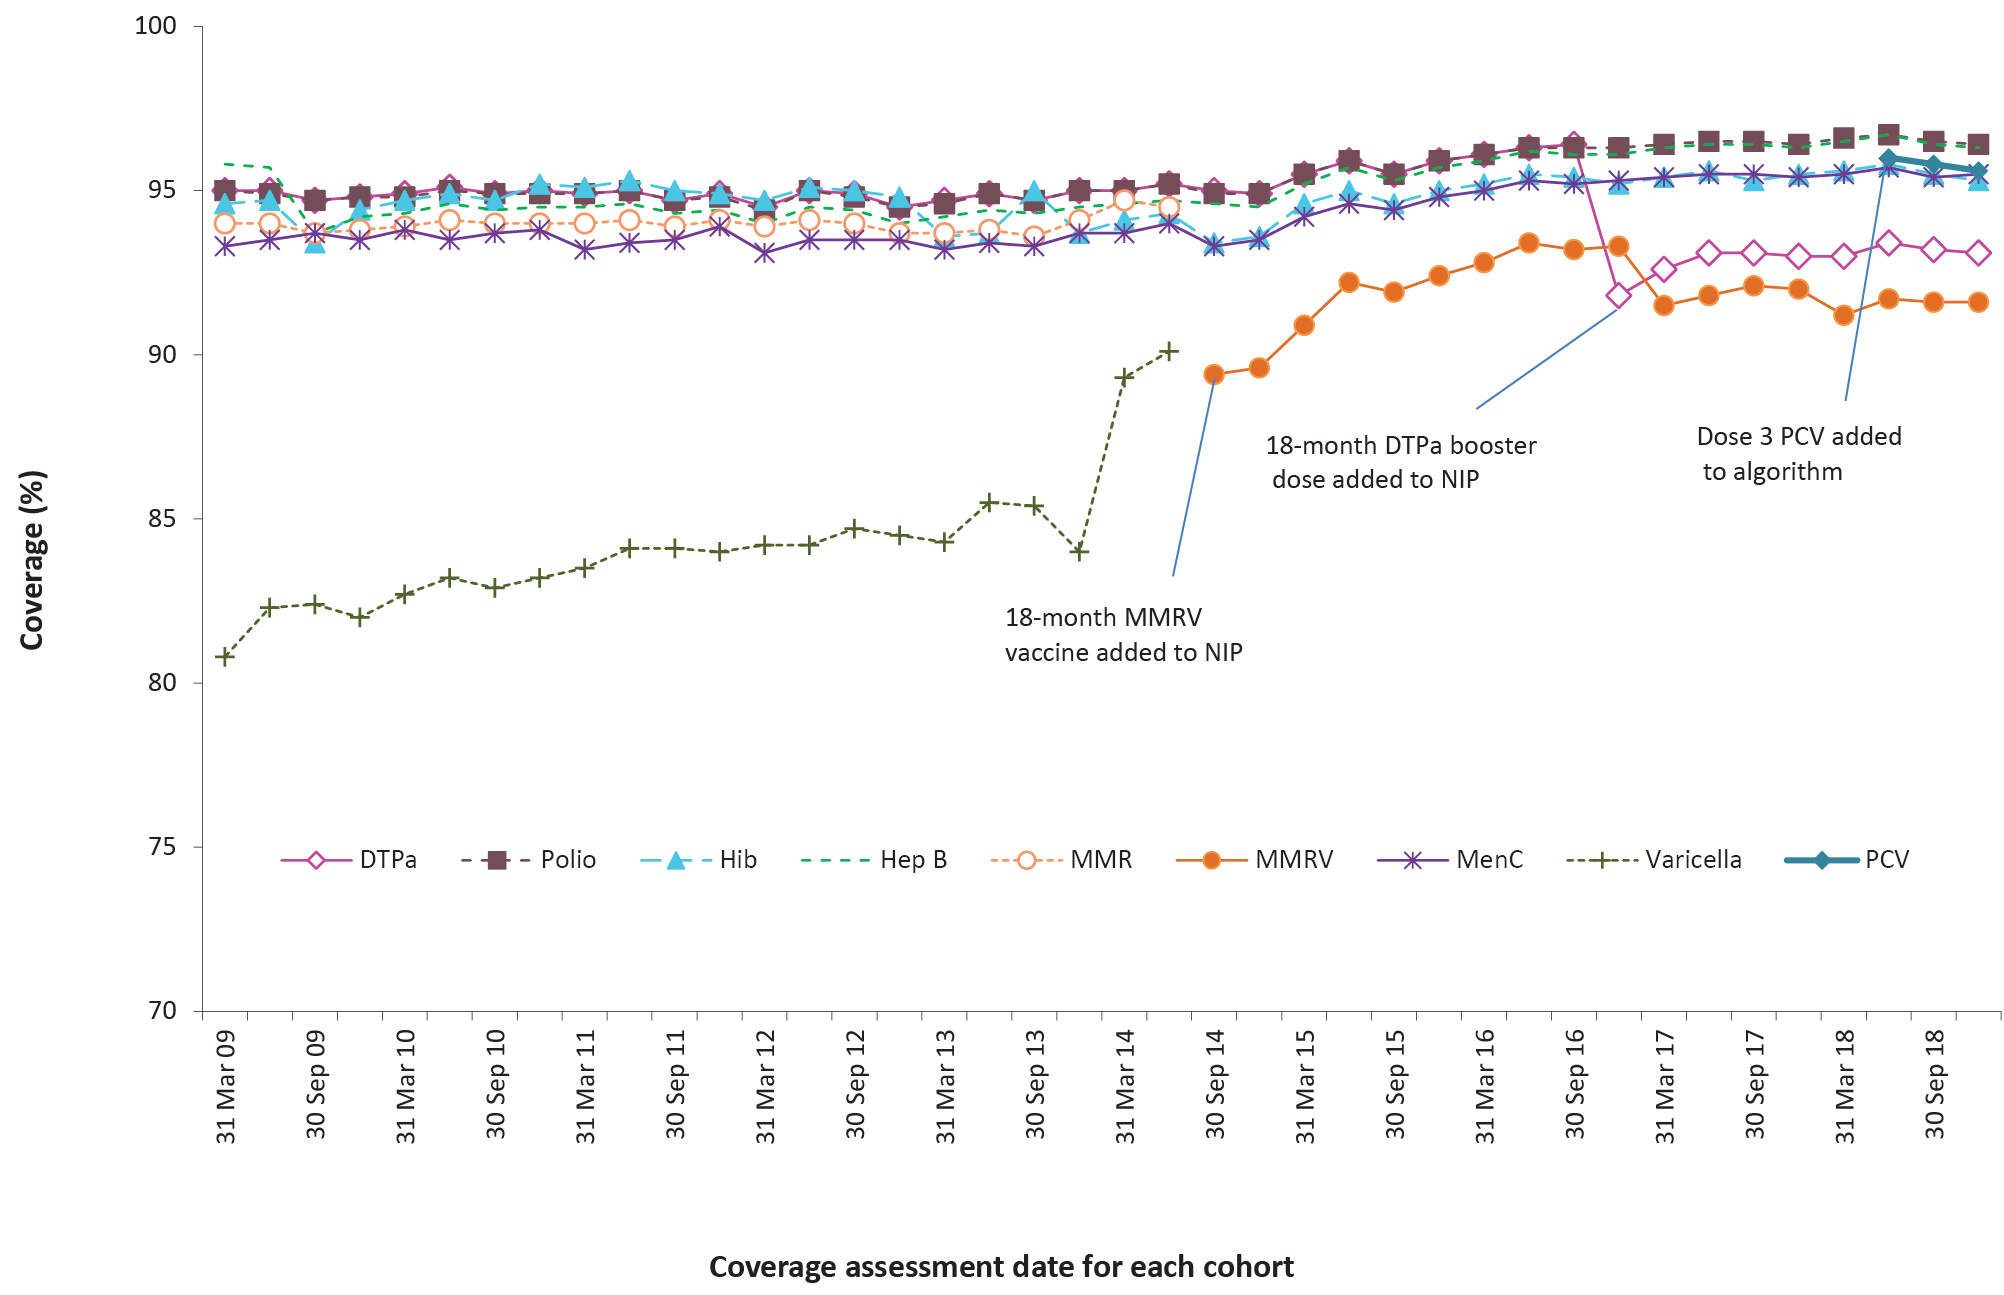 100
95
90
85
80
75
70
Coverage (%)
18-month MMRV
vaccine added to NIP
18-month DTPa booster
dose added to NIP
Dose 3 PCV added
to algorithm
DTPa
Polio
Hib
Hep B
MMR
MMRV
MenC
Varicella
PCV
31 Mar 09
30 Sep 09
31 Mar 10
30 Sep 10
31 Mar 11
30 Sep 11
31 Mar 12
30 Sep 12
31 Mar 13
30 Sep 13
31 Mar 14
30 Sep 14
31 Mar 15
30 Sep 15
31 Mar 16
30 Sep 16
31 Mar 17
30 Sep 17
31 Mar 18
30 Sep 18
Coverage assessment date for each cohort